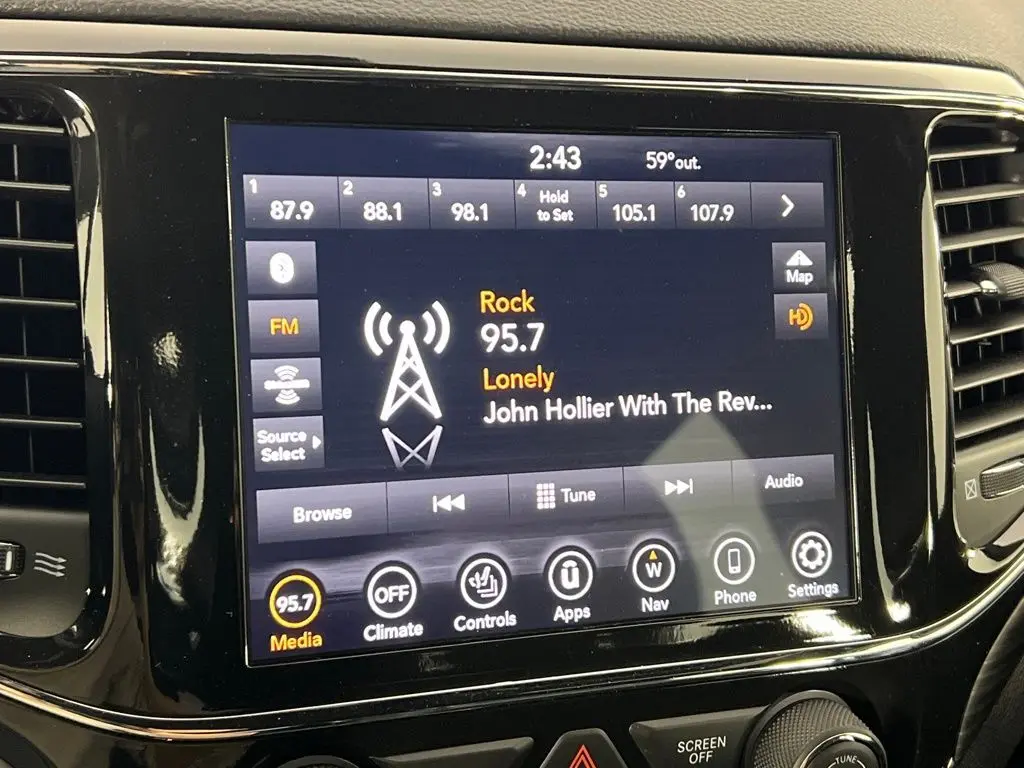 2:43 59° out.
1 2 3 4 Hold 5 6
87.9 88.1 98.1 to Set 105.1 107.9 >
Map
Rock
FM 95.7 HD
Lonely
John Hollier With The Rev...
Source
Select
Browse Tune Audio
95.7 OFF W
Media Climate Controls Apps Nav Phone Settings
SCREEN
OFF
TUNE